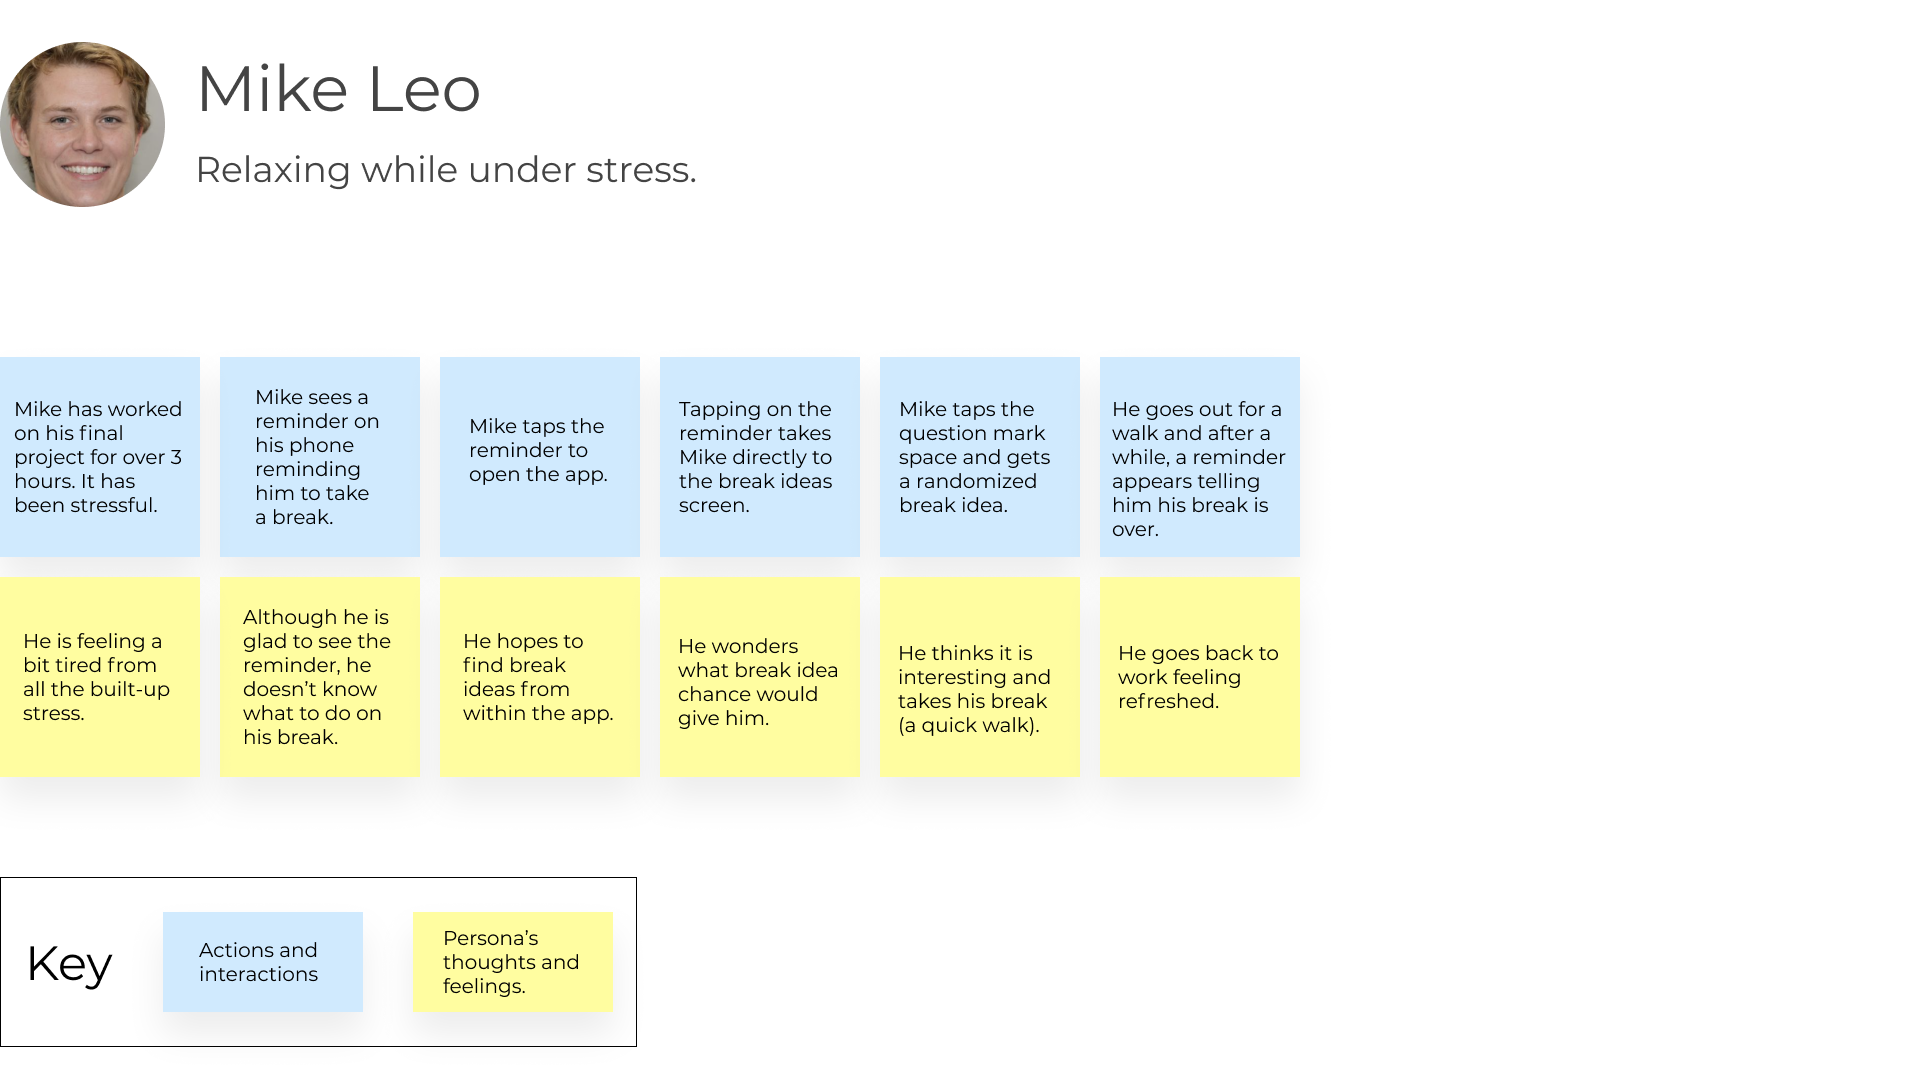 Mike Leo
Relaxing while under stress.
Mike has worked
on his final
project for over 3
hours. It has
been stressful.
Mike sees a
reminder on
his phone
reminding
him to take
a break.
Mike taps the
reminder to
open the app.
Tapping on the
reminder takes
Mike directly to
the break ideas
screen.
Mike taps the
question mark
space and gets
a randomized
break idea.
He goes out for a
walk and after a
while, a reminder
appears telling
him his break is
over.
He is feeling a
bit tired from
all the built-up
stress.
Although he is
glad to see the
reminder, he
doesn’t know
what to do on
his break.
He hopes to
find break
ideas from
within the app.
He wonders
what break idea
chance would
give him.
He thinks it is
interesting and
takes his break
(a quick walk).
He goes back to
work feeling
refreshed.
Key
Actions and
interactions
Persona’s
thoughts and
feelings.